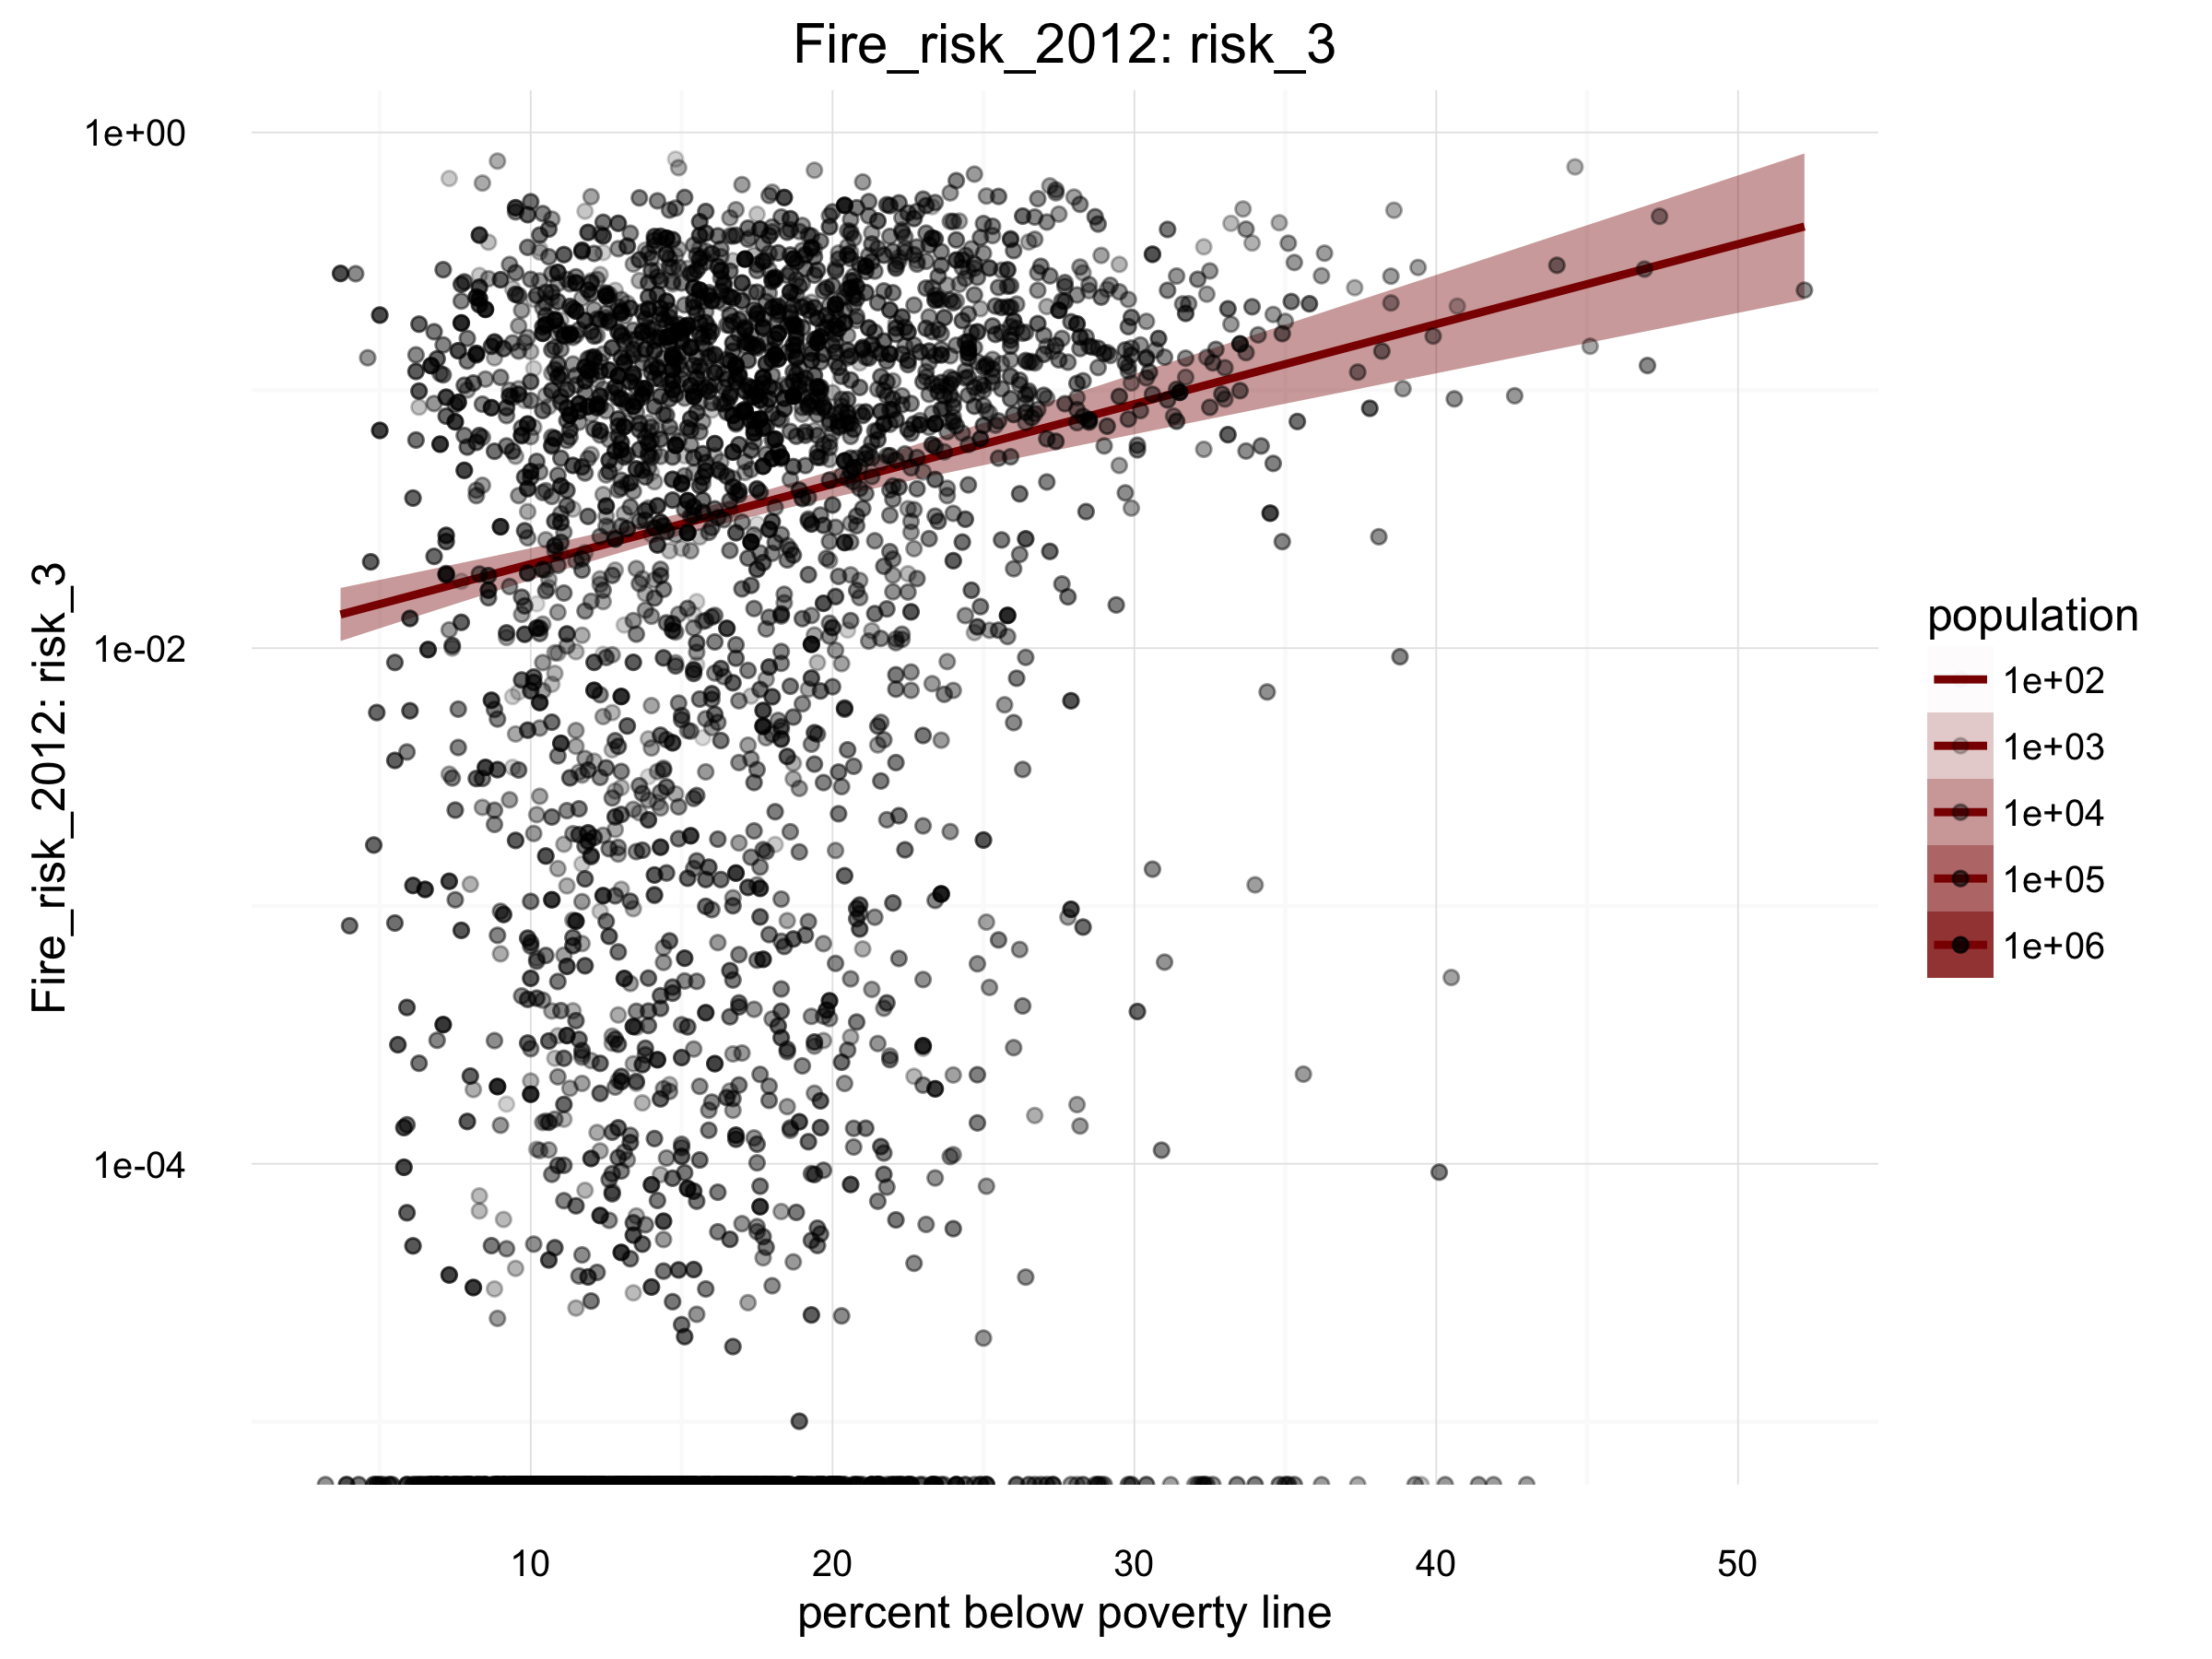 Fire_risk_2012: risk_3
1e+00
1e-02
1e-04
Fire_risk_2012: risk_3
10 20 30 40 50
percent below poverty line
population
1e+02
1e+03
1e+04
1e+05
1e+06